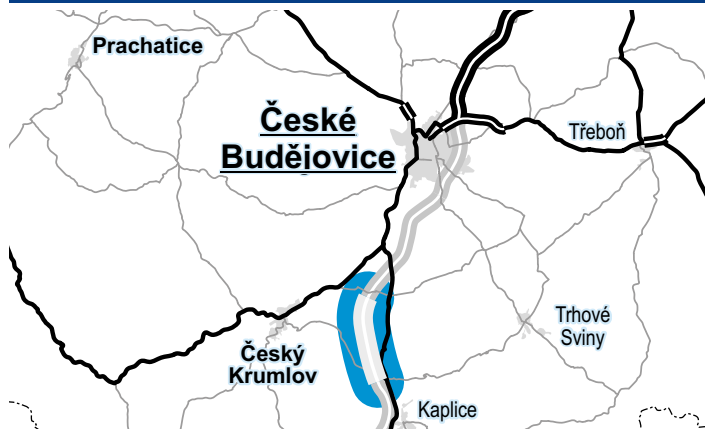 Prachatice
České
Budějovice
Třeboň
Trhové
Sviny
Český
Krumlov
Kaplice